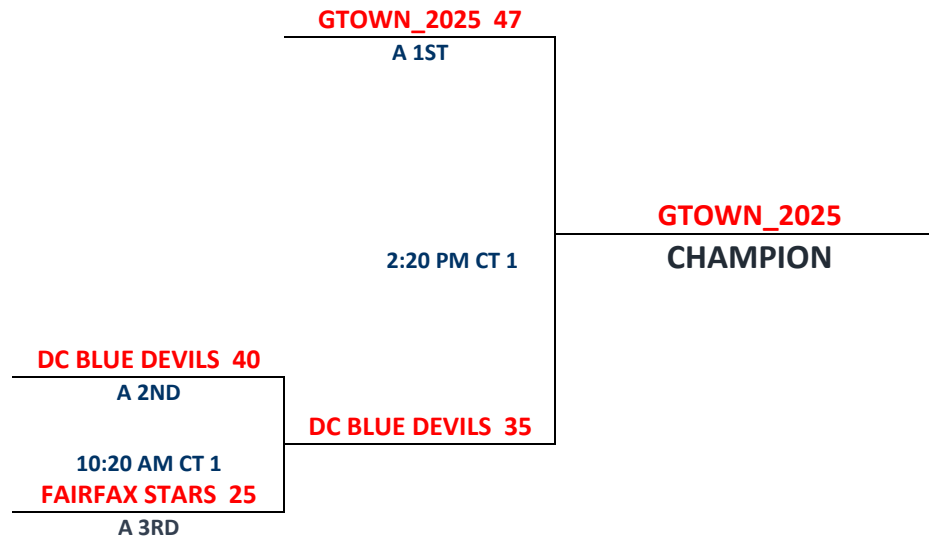 GTOWN_2025 47
A 1ST
GTOWN_2025
CHAMPION
2:20 PM CT 1
DC BLUE DEVILS 40
A 2ND
DC BLUE DEVILS 35
10:20 AM CT 1
FAIRFAX STARS 25
A 3RD